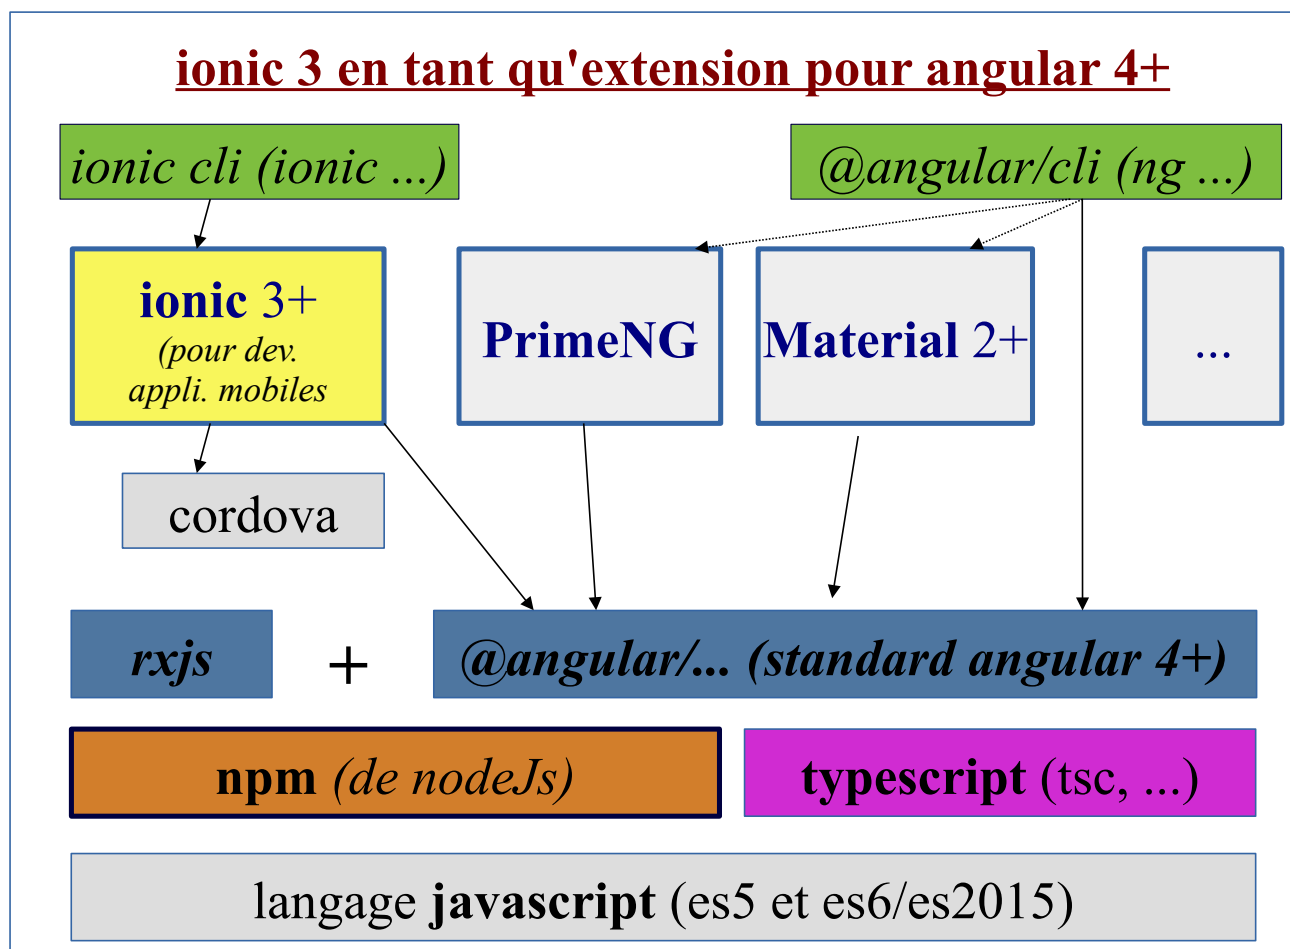 ionic 3 en tant qu'extension pour angular 4+
ionic cli (ionic ...)
@angular/cli (ng ...)
ionic 3+
(pour dev.
appli. mobiles
PrimeNG
Material 2+
...
cordova
rxjs
+
@angular/... (standard angular 4+)
npm (de nodeJs)
typescript (tsc, ...)
langage javascript (es5 et es6/es2015)